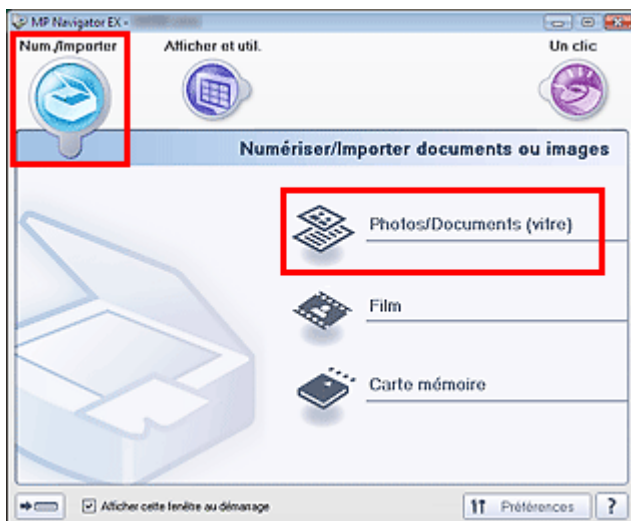 MP Navigator EX -
Num./Importer
Afficher et util.
Un clic
Numériser/Importer documents ou images
Photos/Documents (vitre)
Film
Carte mémoire
Afficher cette fenêtre au démarrage
Préférences
?